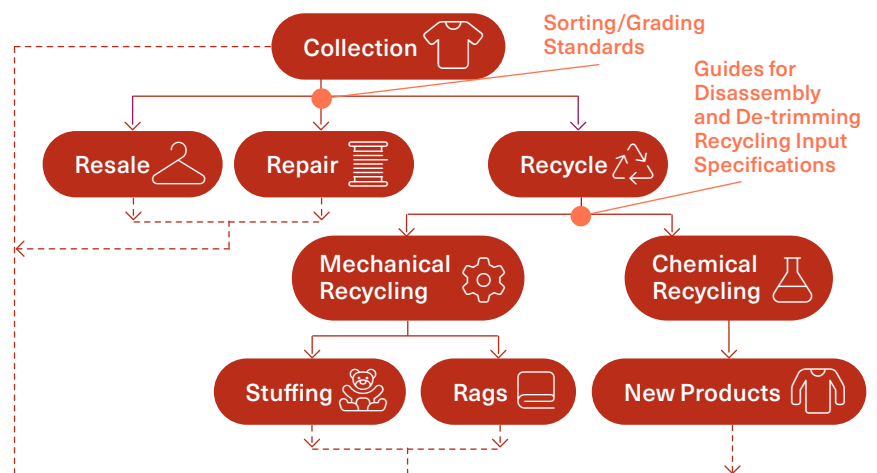 Collection
Sorting/Grading
Standards
Guides for
Disassembly
and De-trimming
Recycling Input
Specifications
Resale
Repair
Recycle
Mechanical
Recycling
Chemical
Recycling
Stuffing
Rags
New Products